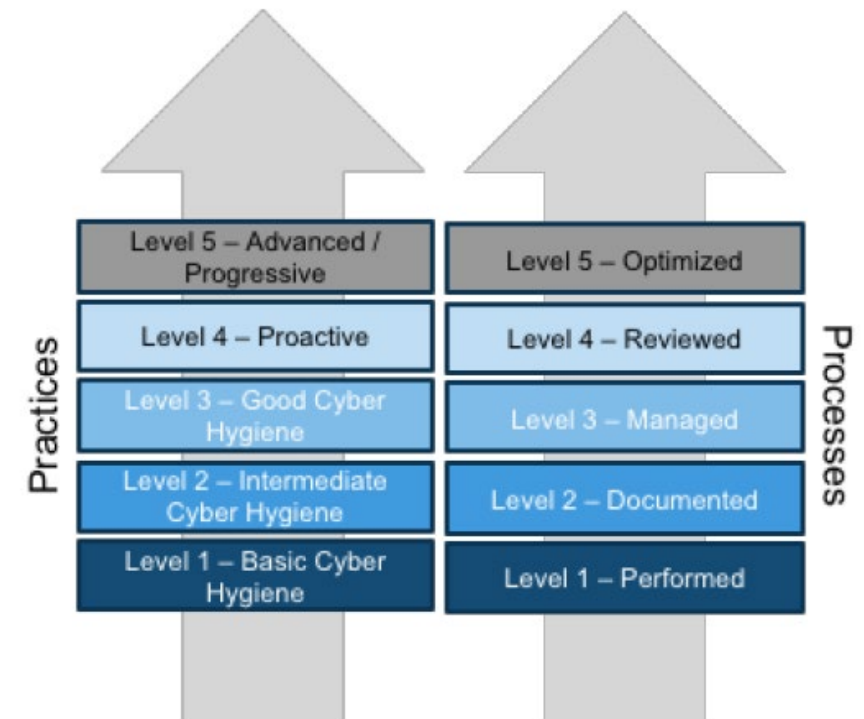 Practices
Level 5 – Advanced /
Progressive
Level 4 – Proactive
Level 3 – Good Cyber
Hygiene
Level 2 – Intermediate
Cyber Hygiene
Level 1 – Basic Cyber
Hygiene
Level 5 – Optimized
Level 4 – Reviewed
Level 3 – Managed
Level 2 – Documented
Level 1 – Performed
Processes